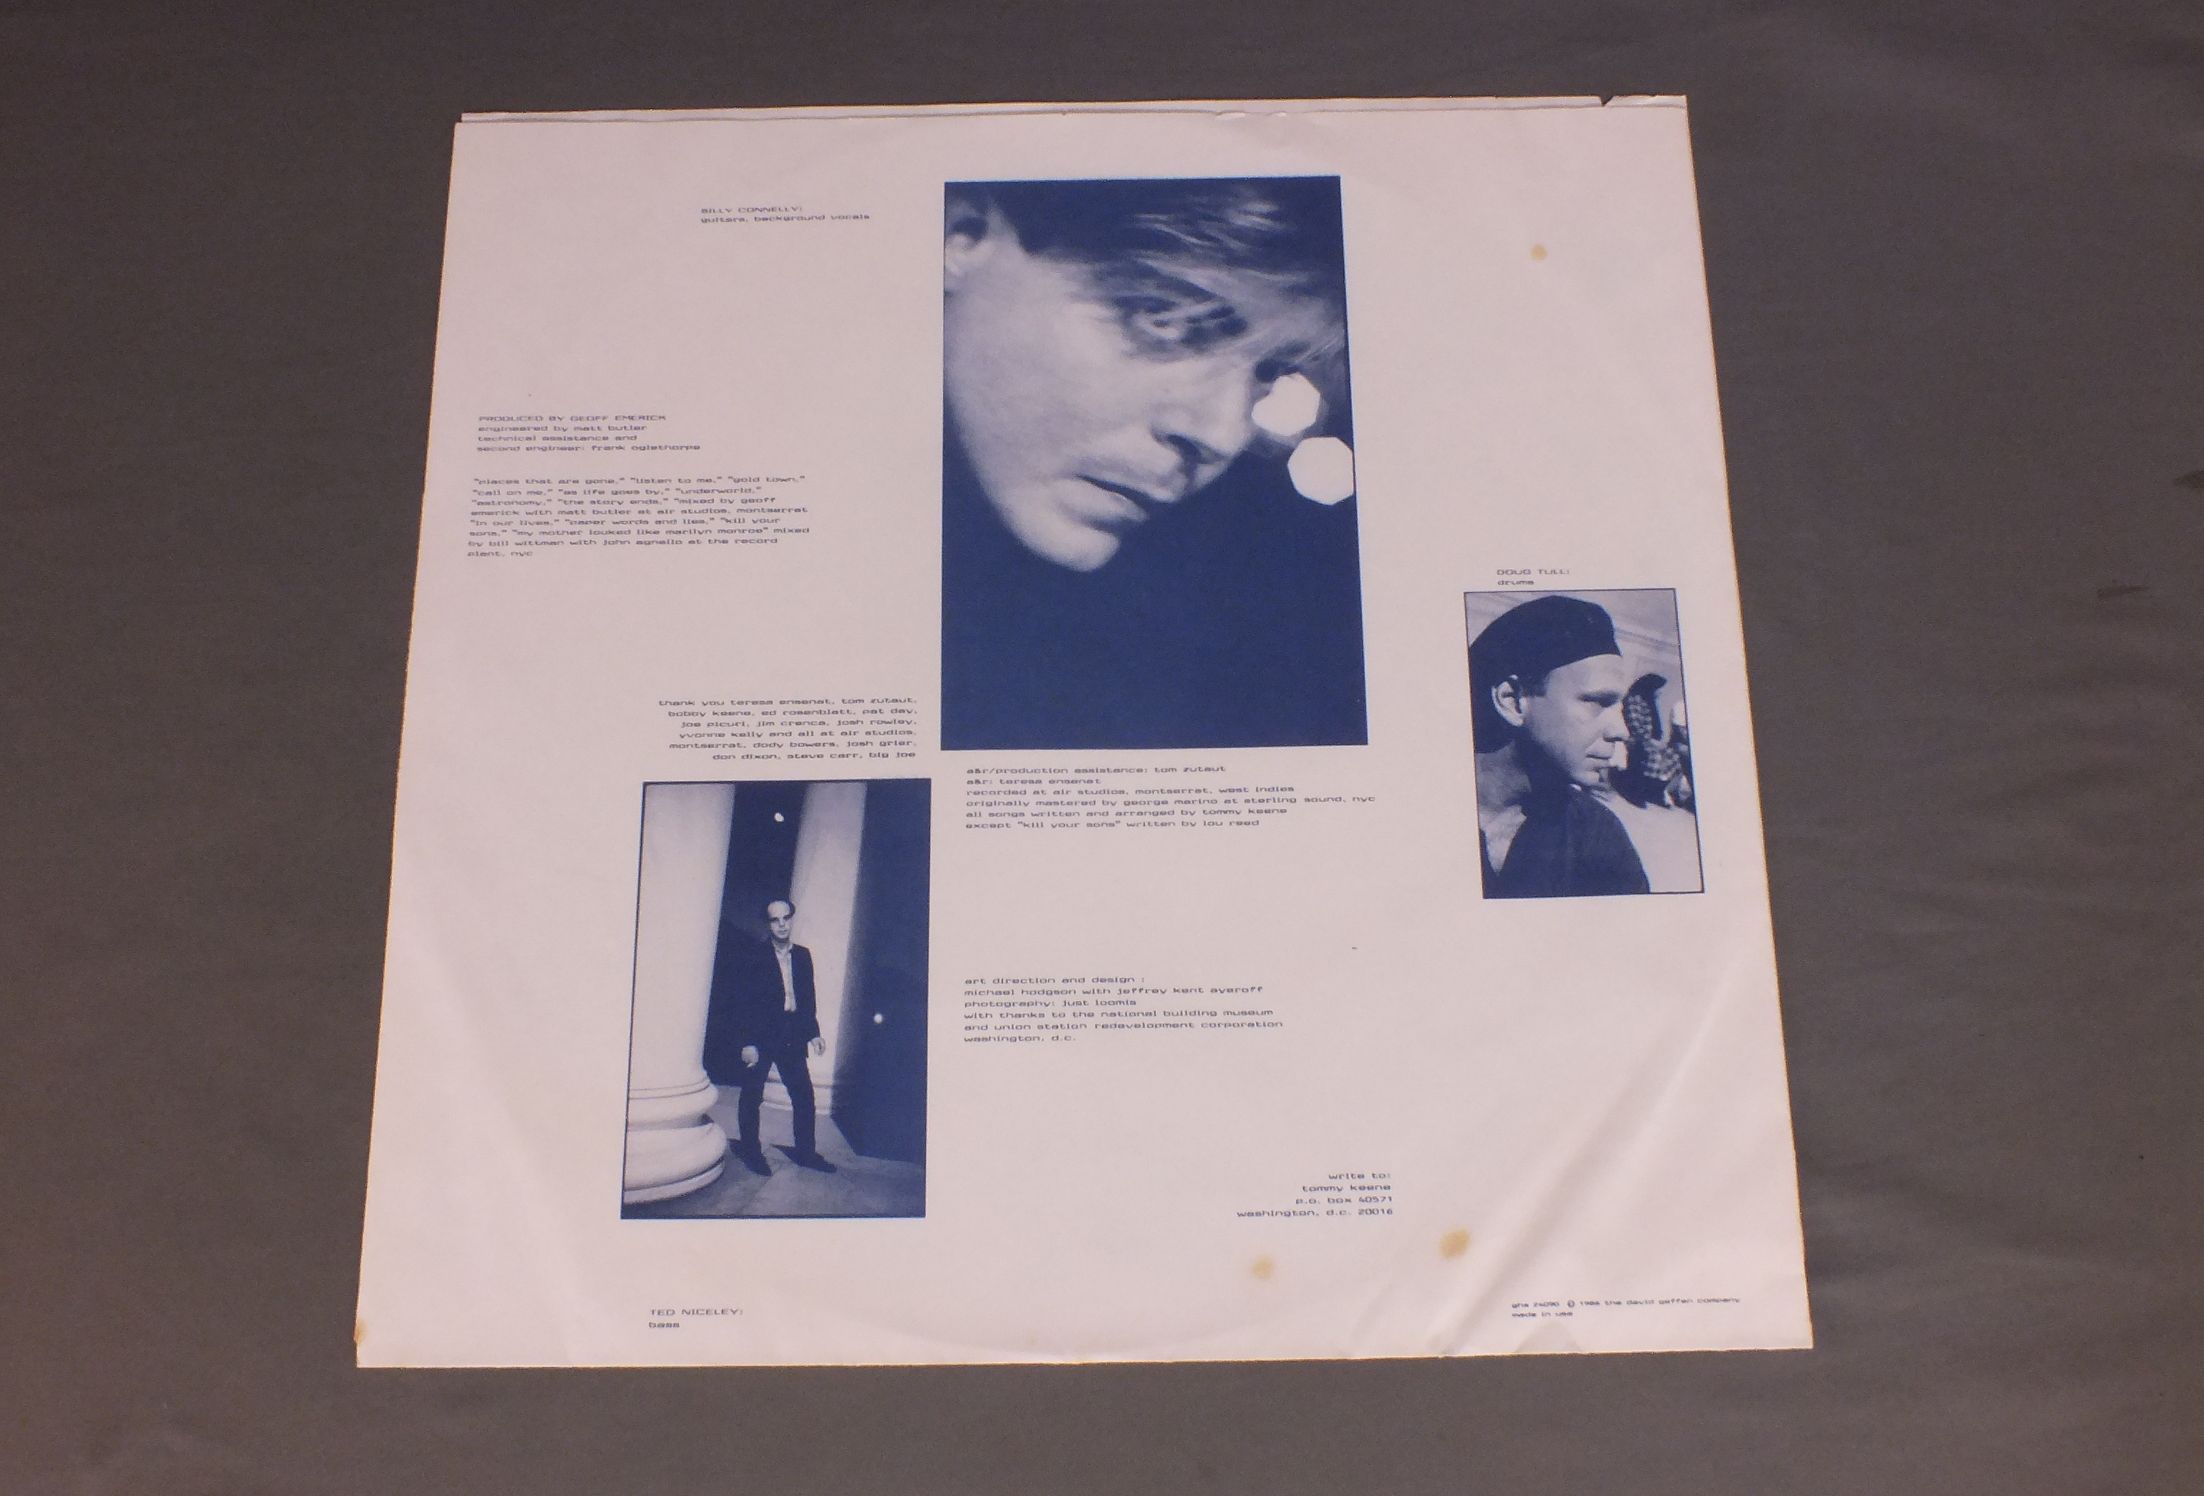 BILLY CONNELLY:
guitars, background vocals
PRODUCED BY GEOFF EMERICK
engineered by matt butler
technical assistance and
second engineer: frank oglethorpe
"places that are gone," "listen to me," "gold town,"
"call on me," "as life goes by," "underworld,"
"astronomy," "the story ends," "mixed by geoff
emerick with matt butler at air studios, montserrat
"in our lives," "paper words and lies," "kill your
sons," "my mother looked like marilyn monroe" mixed
by bill wittman with john agnello at the record
plant, nyc
DOUG TULL:
drums
thank you teresa ensenat, tom zutaut,
bobby keene, ed rosenblatt, pat day,
joe picuri, jim crenca, josh rowley,
yvonne kelly and all at air studios,
montserrat, dody bowers, josh grier,
don dixon, steve carr, big joe
a&r/production assistance: tom zutaut
a&r: teresa ensenat
recorded at air studios, montserrat, west indies
originally mastered by george marino at sterling sound, nyc
all songs written and arranged by tommy keene
except "kill your sons" written by lou reed
art direction and design :
michael hodgson with jeffrey kent ayeroff
photography: just loomis
with thanks to the national building museum
and union station redevelopment corporation
washington, d.c.
write to:
tommy keene
p.o. box 40571
washington, d.c. 20016
TED NICELEY:
bass
ghs 24090 © 1986 the david geffen company
made in usa